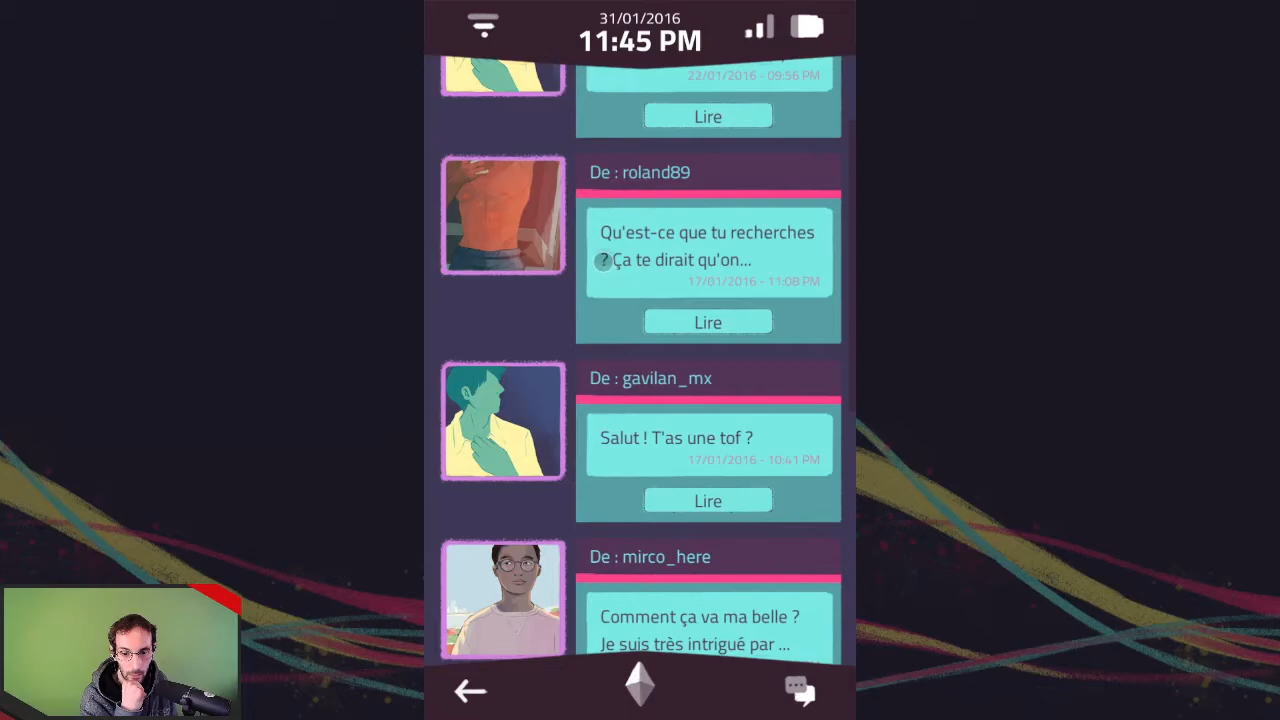 31/01/2016
11:45 PM
22/01/2016 - 09:56 PM
Lire
De : roland89
Qu'est-ce que tu recherches
? Ça te dirait qu'on...
17/01/2016 - 11:08 PM
Lire
De : gavilan_mx
Salut ! T'as une tof ?
17/01/2016 - 10:41 PM
Lire
De : mirco_here
Comment ça va ma belle ?
Je suis très intrigué par ...